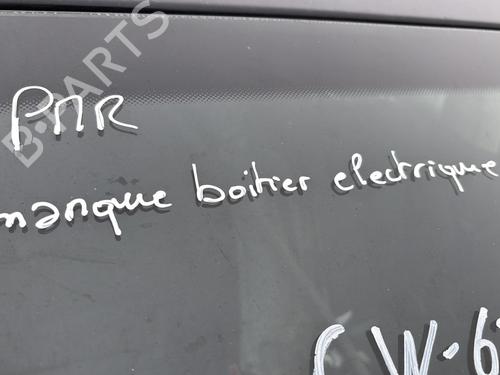 PMR
manque boitier electrique
CW-6
B-PARTS